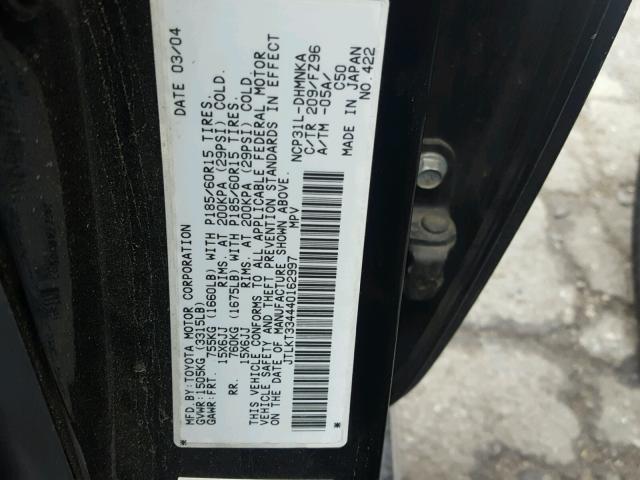 MFD.BY:TOYOTA MOTOR CORPORATION DATE 03/04
GVWR:1505KG (3315LB)
GAWR:FRT. 755KG (1660LB) WITH P185/60R15 TIRES.
15X6JJ RIMS. AT 200KPA (29PSI) COLD.
RR. 760KG (1675LB) WITH P185/60R15 TIRES.
15X6JJ RIMS. AT 200KPA (29PSI) COLD.
THIS VEHICLE CONFORMS TO ALL APPLICABLE FEDERAL MOTOR
VEHICLE SAFETY AND THEFT PREVENTION STANDARDS IN EFFECT
ON THE DATE OF MANUFACTURE SHOWN ABOVE.
JTLKT334440162997 MPV
NCP31L-DHMNKA
C/TR 209/FZ96
A/TM -05A/ C50
MADE IN JAPAN
NO.422